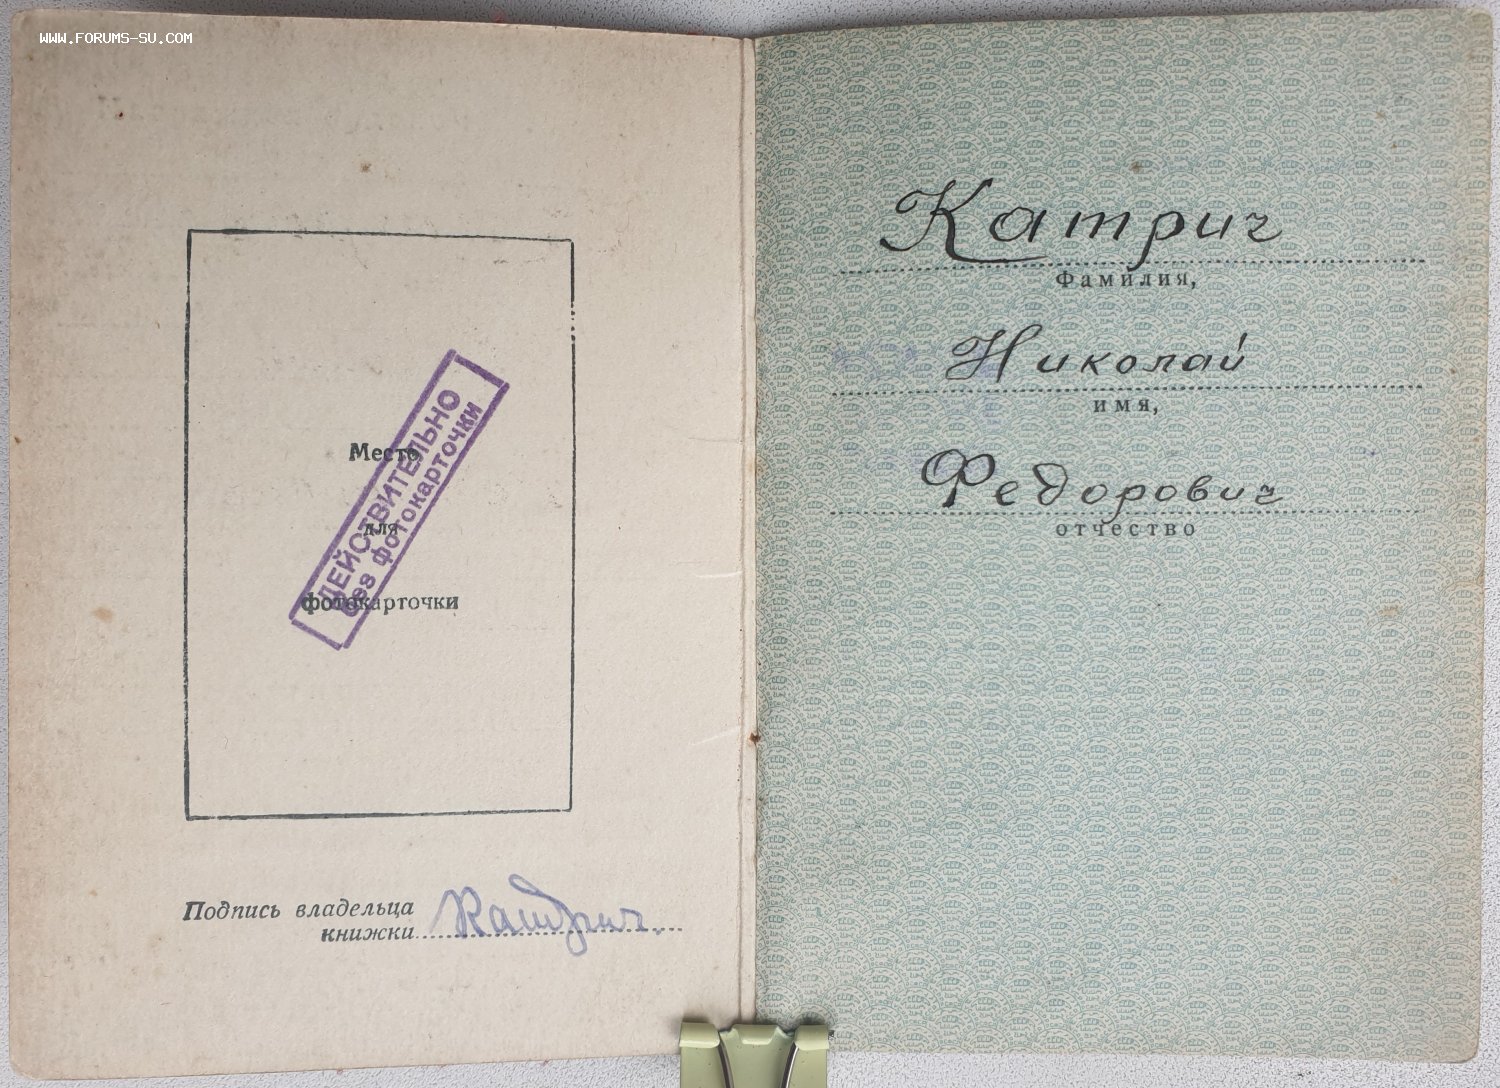 WWW.FORUMS-SU.COM
Место
для
фотокарточки
ДЕЙСТВИТЕЛЬНО
без фотокарточки
Подпись владельца
книжки Катрич
Катрич
Фамилия,
Николай
имя,
Федорович
отчество